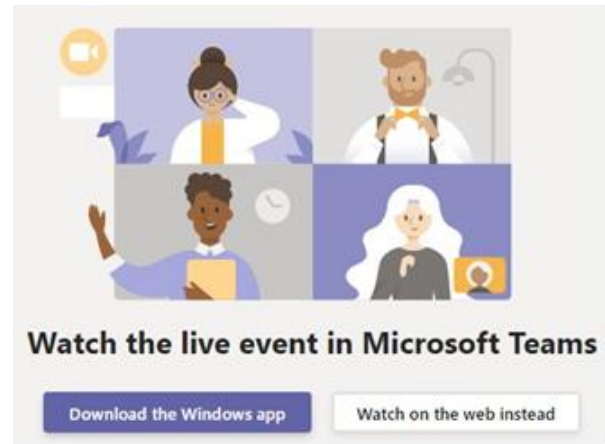 Watch the live event in Microsoft Teams
Download the Windows app
Watch on the web instead